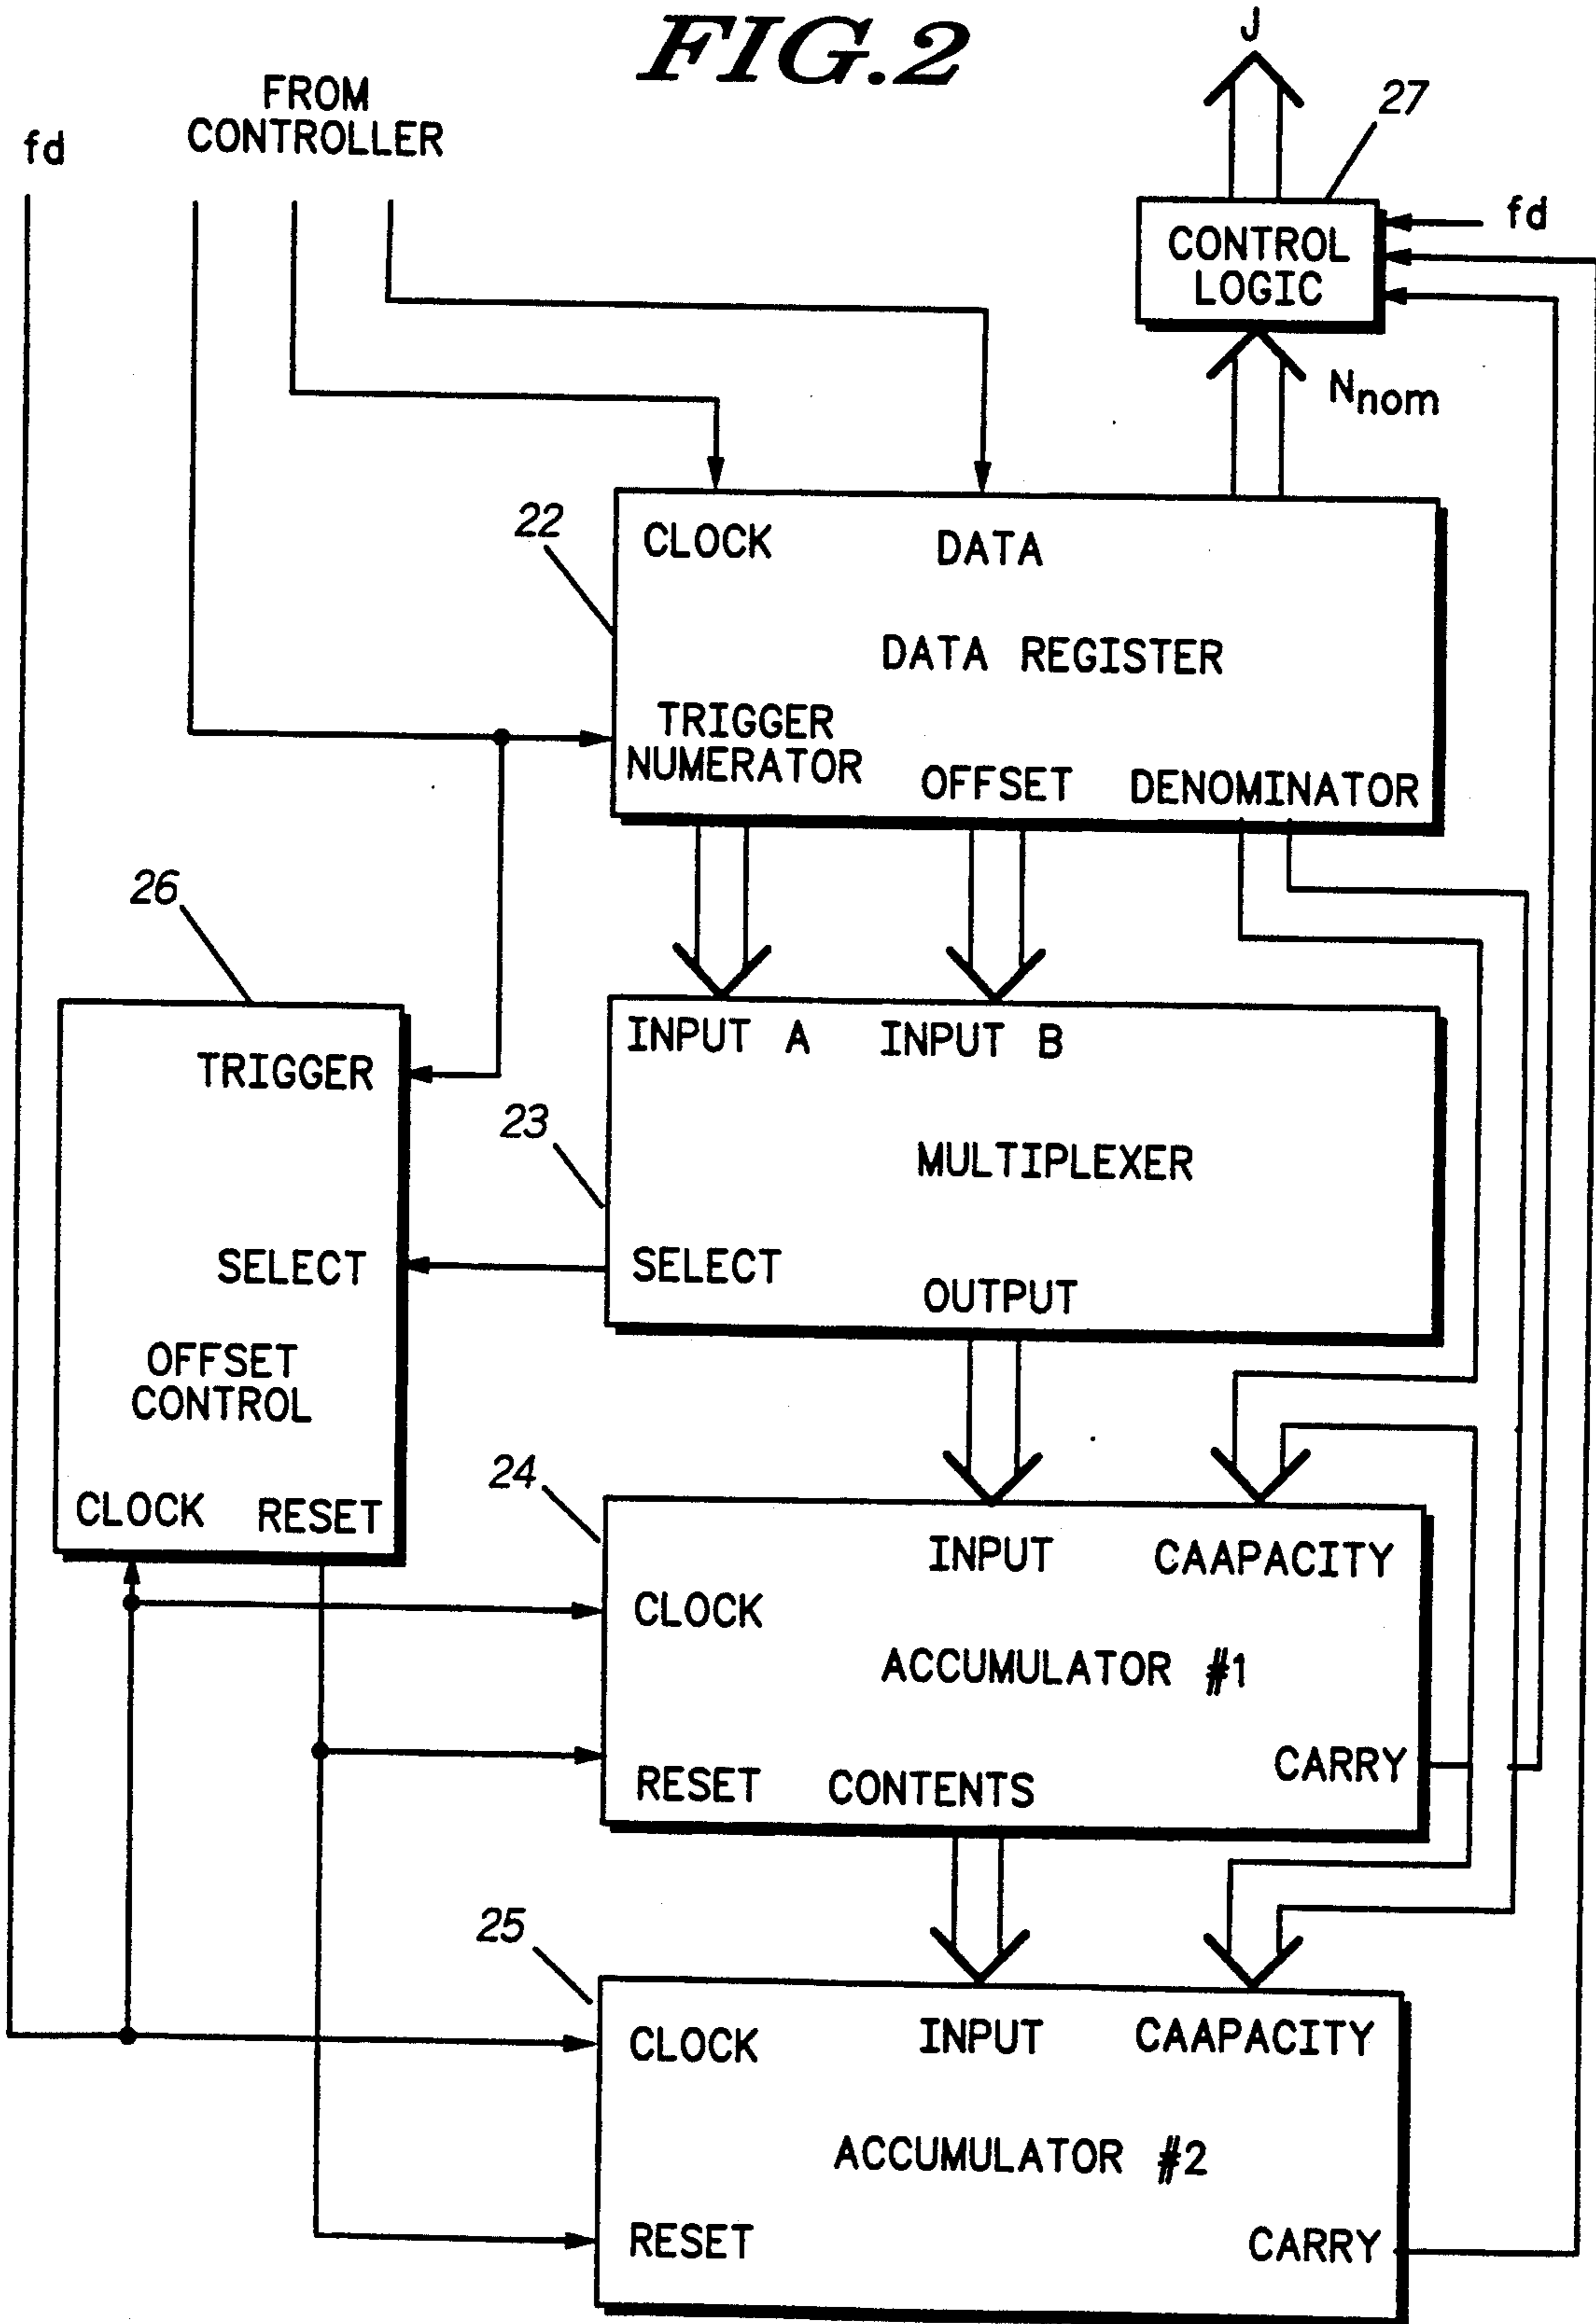 FIG.2
J
FROM
CONTROLLER
fd
27
fd
CONTROL
LOGIC
Nnom
22
CLOCK DATA
DATA REGISTER
TRIGGER
NUMERATOR OFFSET DENOMINATOR
26
INPUT A INPUT B
TRIGGER
23
MULTIPLEXER
SELECT
SELECT
OUTPUT
OFFSET
CONTROL
24
CLOCK RESET
INPUT CAAPACITY
CLOCK
ACCUMULATOR #1
RESET CONTENTS CARRY
25
CLOCK INPUT CAAPACITY
ACCUMULATOR #2
RESET CARRY